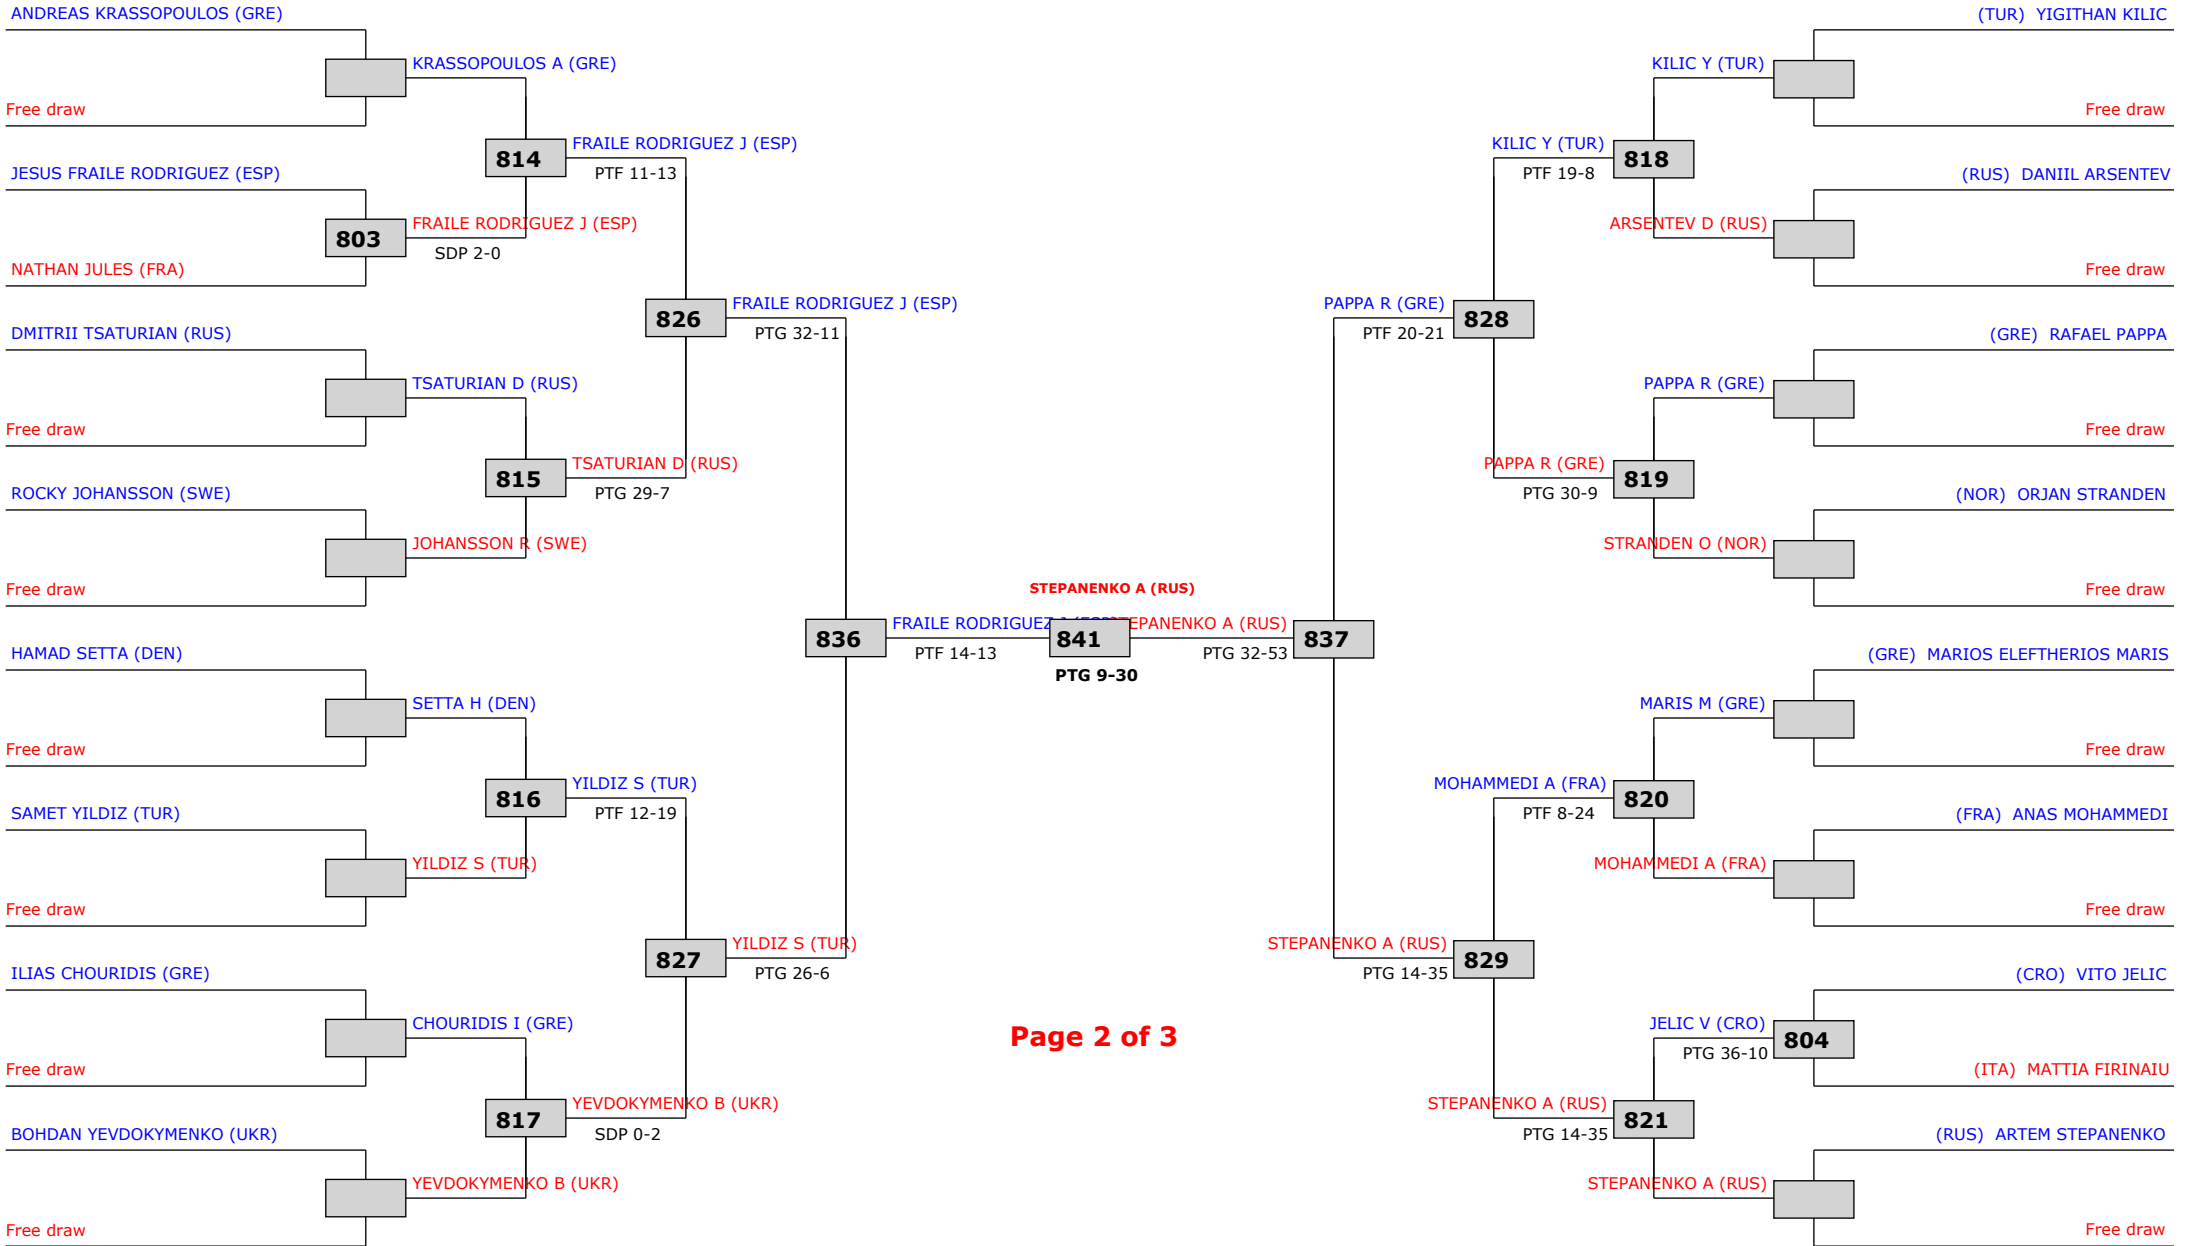 ANDREAS KRASSOPOULOS (GRE)
KRASSOPOULOS A (GRE)
Free draw
814
FRAILE RODRIGUEZ J (ESP)
PTF 11-13
JESUS FRAILE RODRIGUEZ (ESP)
803
FRAILE RODRIGUEZ J (ESP)
SDP 2-0
NATHAN JULES (FRA)
826
FRAILE RODRIGUEZ J (ESP)
PTG 32-11
DMITRII TSATURIAN (RUS)
TSATURIAN D (RUS)
Free draw
815
TSATURIAN D (RUS)
PTG 29-7
ROCKY JOHANSSON (SWE)
JOHANSSON R (SWE)
Free draw
836
FRAILE RODRIGUEZ
PTF 14-13
HAMAD SETTA (DEN)
SETTA H (DEN)
Free draw
816
YILDIZ S (TUR)
PTF 12-19
SAMET YILDIZ (TUR)
YILDIZ S (TUR)
Free draw
827
YILDIZ S (TUR)
PTG 26-6
ILIAS CHOURIDIS (GRE)
CHOURIDIS I (GRE)
Free draw
817
YEVDOKYMENKO B (UKR)
SDP 0-2
BOHDAN YEVDOKYMENKO (UKR)
YEVDOKYMENKO B (UKR)
Free draw
STEPANENKO A (RUS)
841
PTG 9-30
Page 2 of 3
(TUR) YIGITHAN KILIC
KILIC Y (TUR)
Free draw
KILIC Y (TUR)
818
PTF 19-8
(RUS) DANIIL ARSENTEV
ARSENTEV D (RUS)
Free draw
PAPPA R (GRE)
828
PTF 20-21
(GRE) RAFAEL PAPPA
PAPPA R (GRE)
Free draw
PAPPA R (GRE)
819
PTG 30-9
(NOR) ORJAN STRANDEN
STRANDEN O (NOR)
Free draw
STEPANENKO A (RUS)
837
PTG 32-53
(GRE) MARIOS ELEFTHERIOS MARIS
MARIS M (GRE)
Free draw
MOHAMMEDI A (FRA)
820
PTF 8-24
(FRA) ANAS MOHAMMEDI
MOHAMMEDI A (FRA)
Free draw
STEPANENKO A (RUS)
829
PTG 14-35
(CRO) VITO JELIC
JELIC V (CRO)
804
PTG 36-10
(ITA) MATTIA FIRINAIU
STEPANENKO A (RUS)
821
PTG 14-35
(RUS) ARTEM STEPANENKO
STEPANENKO A (RUS)
Free draw